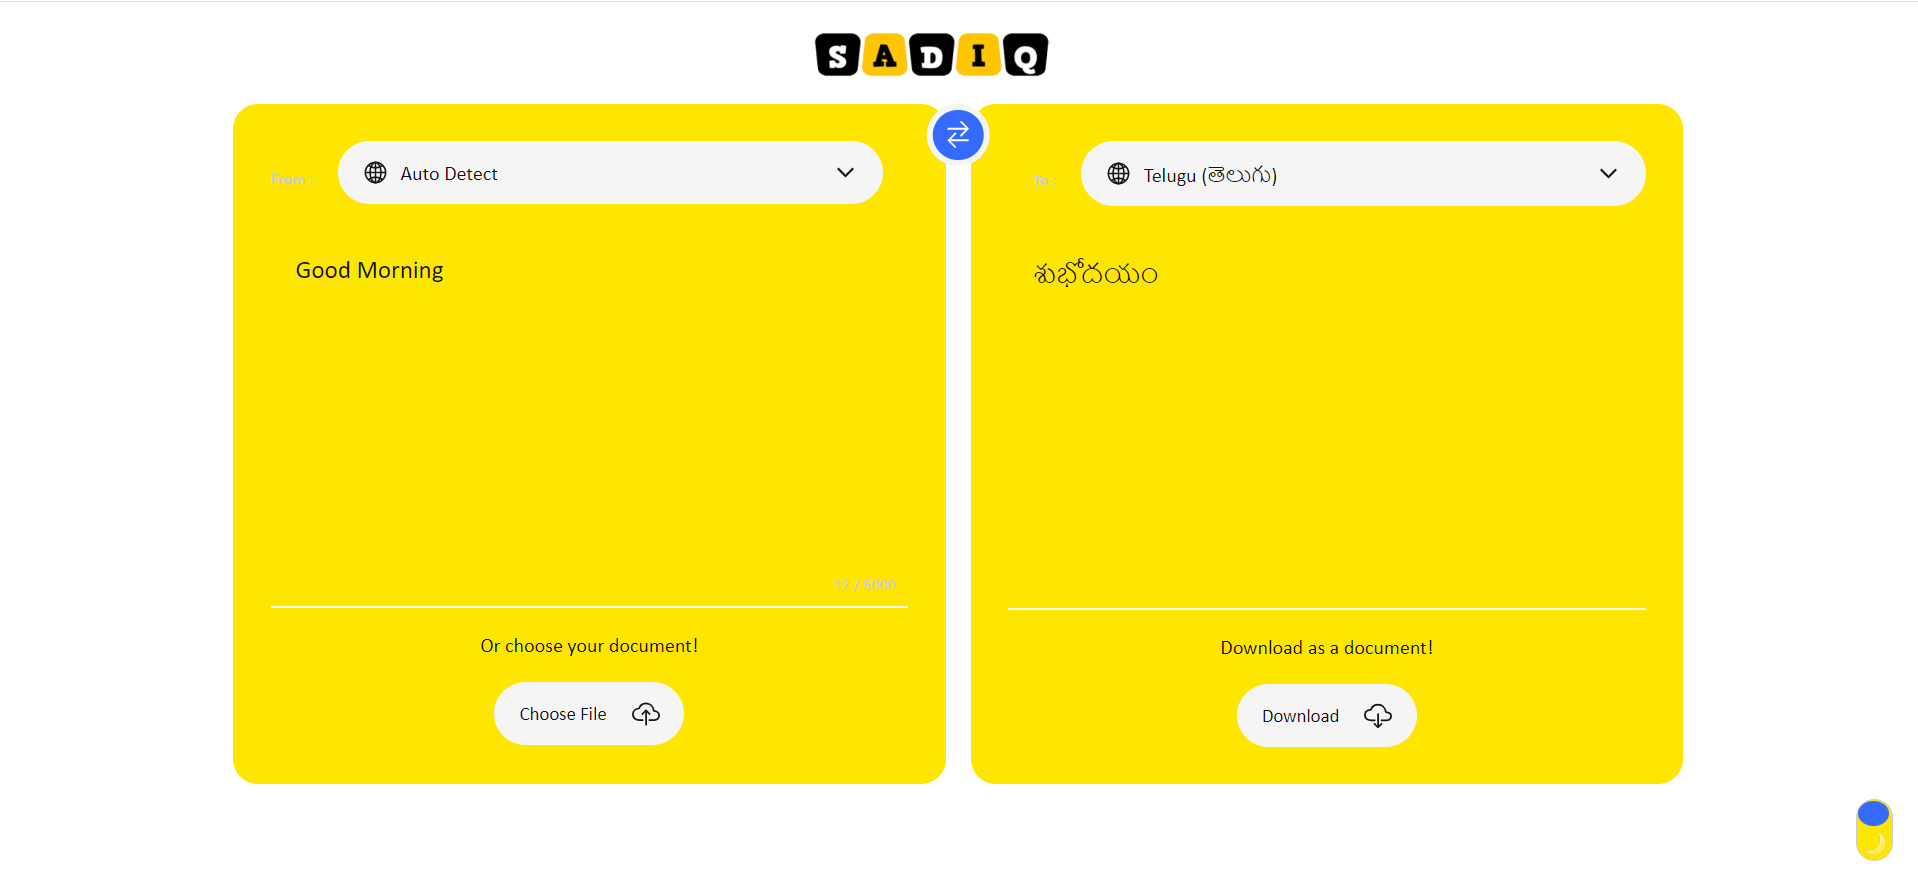 SADIQ
From :
Auto Detect
Good Morning
12 / 5000
Or choose your document!
Choose File
To :
Telugu (తెలుగు)
శుభోదయం
Download as a document!
Download